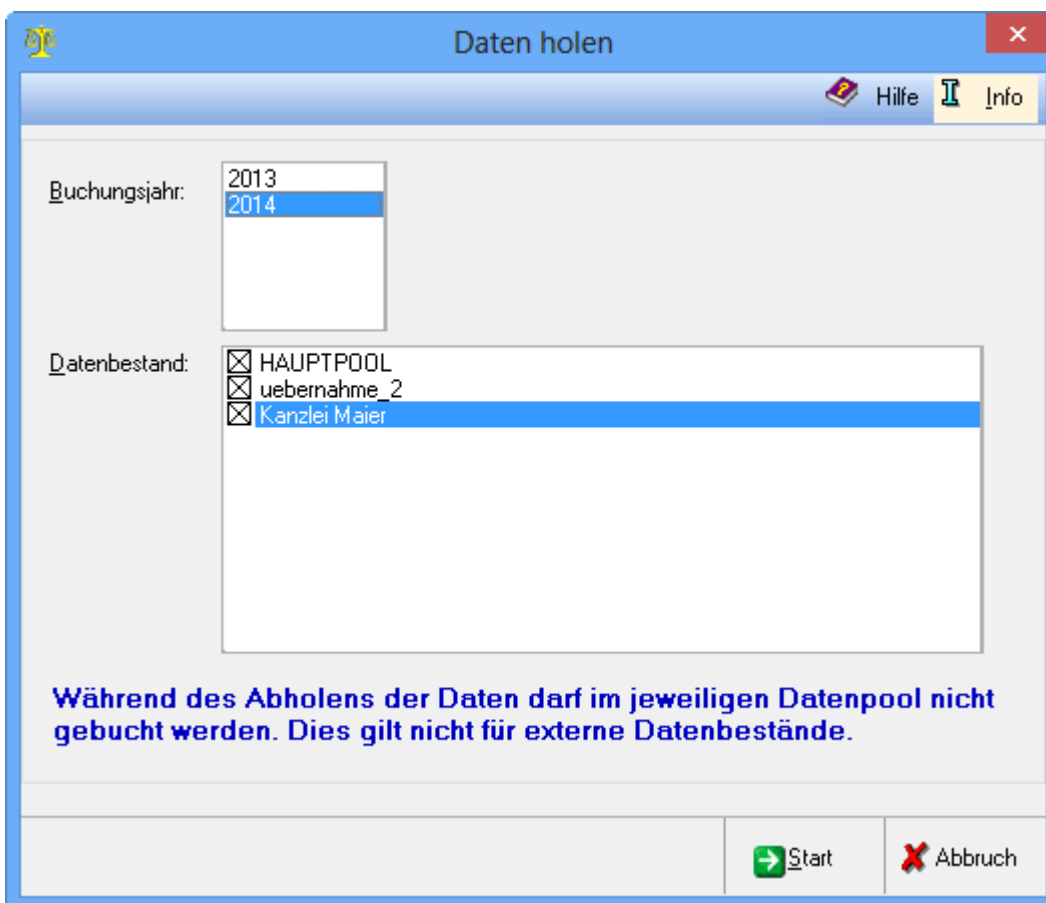 Daten holen
Hilfe
Info
Buchungsjahr:
2013
2014
Datenbestand:
HAUPTPOOL
uebernahme_2
Kanzlei Maier
Während des Abholens der Daten darf im jeweiligen Datenpool nicht
gebucht werden. Dies gilt nicht für externe Datenbestände.
Start
Abbruch